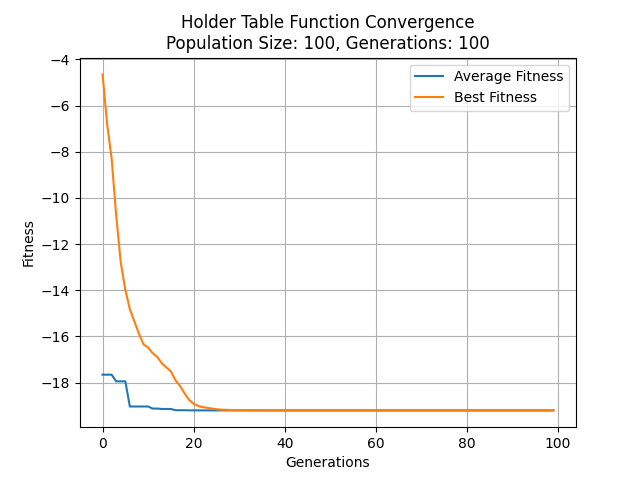 Holder Table Function Convergence
Population Size: 100, Generations: 100
Average Fitness
Best Fitness
Fitness
−4
−6
−8
−10
−12
−14
−16
−18
0 20 40 60 80 100
Generations